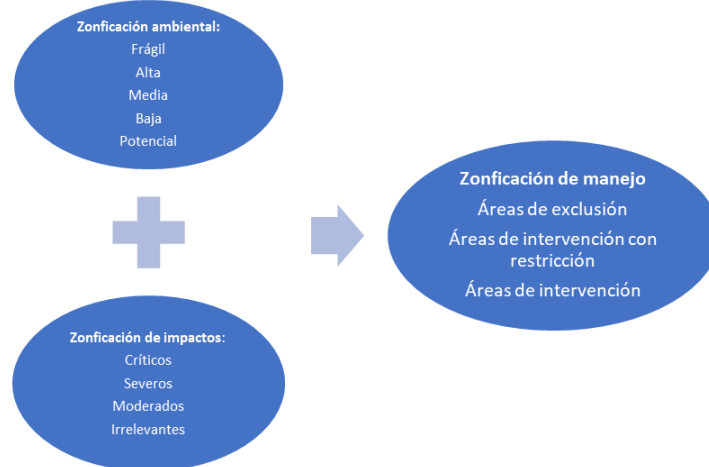 Zonficación ambiental:
Frágil
Alta
Media
Baja
Potencial
Zonficación de impactos:
Críticos
Severos
Moderados
Irrelevantes
Zonficación de manejo
Áreas de exclusión
Áreas de intervención con
restricción
Áreas de intervención